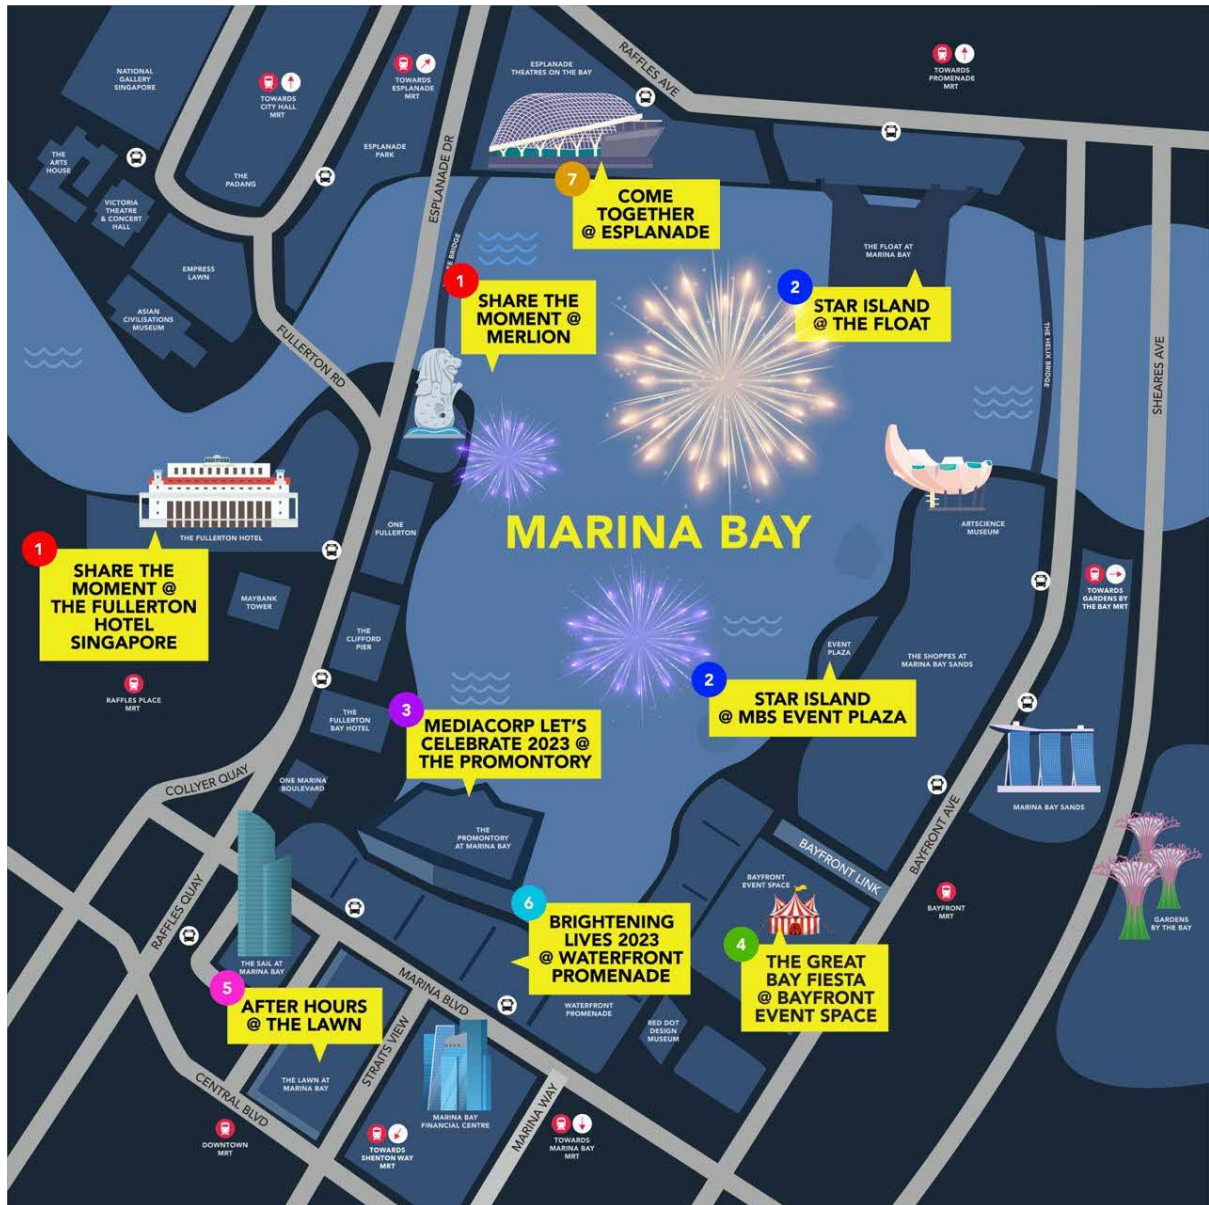 NATIONAL
GALLERY
SINGAPORE
TOWARDS
CITY HALL
MRT
TOWARDS
ESPLANADE
MRT
ESPLANADE
THEATRES ON THE BAY
RAFFLES AVE
TOWARDS
PROMENADE
MRT
THE
ARTS
HOUSE
THE
PADANG
ESPLANADE
PARK
ESPLANADE DR
VICTORIA
THEATRE
& CONCERT
HALL
7
COME
TOGETHER
@ ESPLANADE
EMPRESS
LAWN
BRIDGE
THE FLOAT AT
MARINA BAY
1
SHARE THE
MOMENT @
MERLION
2
STAR ISLAND
@ THE FLOAT
ASIAN
CIVILISATIONS
MUSEUM
FULLERTON RD
THE HELIX BRIDGE
SHEARES AVE
THE FULLERTON HOTEL
ONE
FULLERTON
MARINA BAY
ARTSCIENCE
MUSEUM
1
SHARE THE
MOMENT @
THE FULLERTON
HOTEL
SINGAPORE
MAYBANK
TOWER
TOWARDS
GARDENS BY
THE BAY MRT
THE
CLIFFORD
PIER
EVENT
PLAZA
THE SHOPPES AT
MARINA BAY SANDS
RAFFLES PLACE
MRT
THE
FULLERTON
BAY HOTEL
3
MEDIACORP LET'S
CELEBRATE 2023 @
THE PROMONTORY
2
STAR ISLAND
@ MBS EVENT PLAZA
COLLYER QUAY
ONE MARINA
BOULEVARD
MARINA BAY SANDS
THE
PROMONTORY
AT MARINA BAY
BAYFRONT AVE
BAYFRONT LINK
BAYFRONT
EVENT SPACE
BAYFRONT
MRT
GARDENS
BY THE BAY
RAFFLES QUAY
6
BRIGHTENING
LIVES 2023
@ WATERFRONT
PROMENADE
4
THE GREAT
BAY FIESTA
@ BAYFRONT
EVENT SPACE
THE SAIL AT
MARINA BAY
5
AFTER HOURS
@ THE LAWN
MARINA BLVD
WATERFRONT
PROMENADE
RED DOT
DESIGN
MUSEUM
STRAITS VIEW
THE LAWN AT
MARINA BAY
CENTRAL BLVD
MARINA BAY
FINANCIAL CENTRE
MARINA WAY
DOWNTOWN
MRT
TOWARDS
SHENTON WAY
MRT
TOWARDS
MARINA BAY
MRT